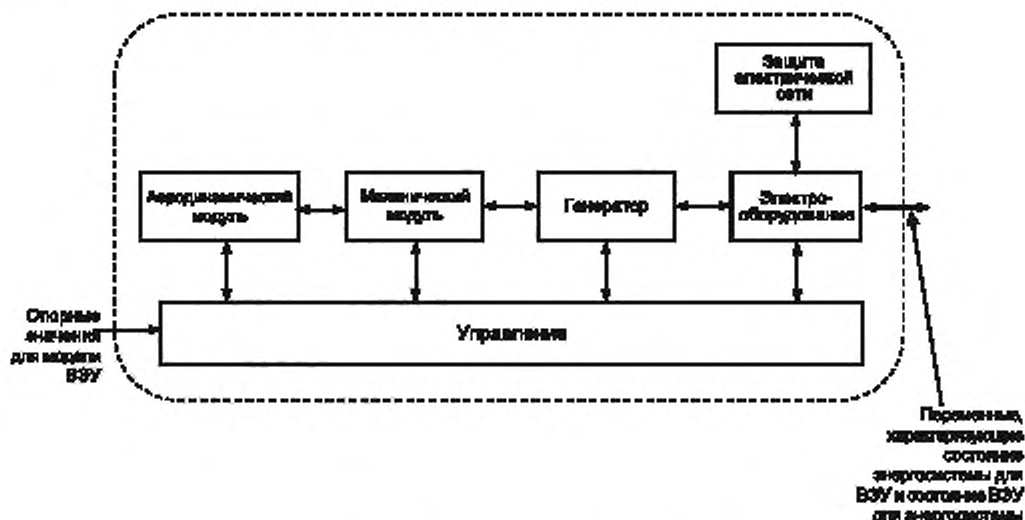 Защита
электрической
сети
Аэродинамический
модуль
Механический
модуль
Генератор
Электро-
оборудование
Управление
Опорные
значения
для модели
ВЭУ
Переменные,
состояние
энергосистемы для
ВЭУ и состояние ВЭУ
для энергосистемы